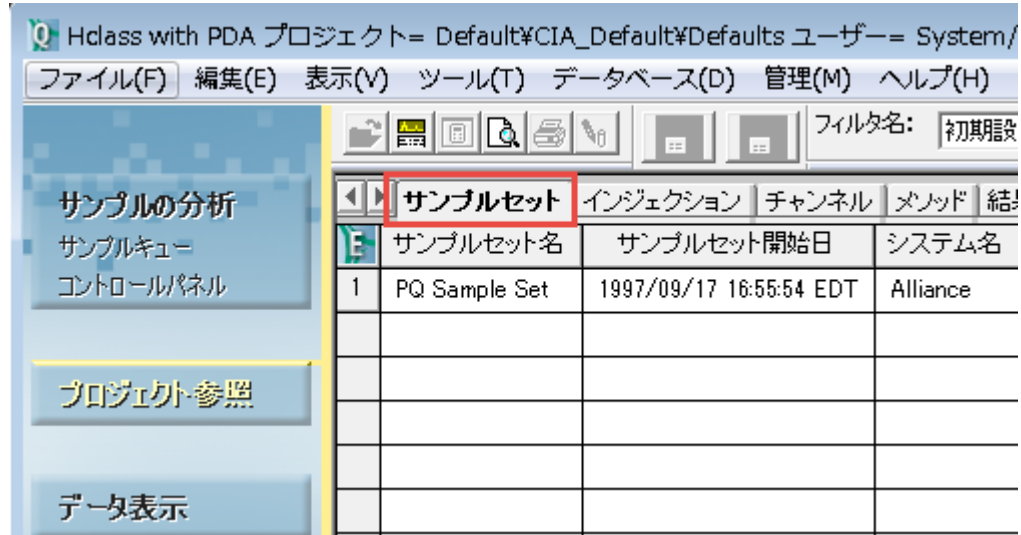 Hclass with PDA プロジェクト= Default¥CIA_Default¥Defaults ユーザー= System/
ファイル(F) 編集(E) 表示(V) ツール(T) データベース(D) 管理(M) ヘルプ(H)
フィルタ名: 初期設
サンプルの分析
サンプルキュー
コントロールパネル
プロジェクト参照
データ表示
サンプルセット インジェクション チャンネル メソッド 結果
サンプルセット名 サンプルセット開始日 システム名
1 PQ Sample Set 1997/09/17 16:55:54 EDT Alliance